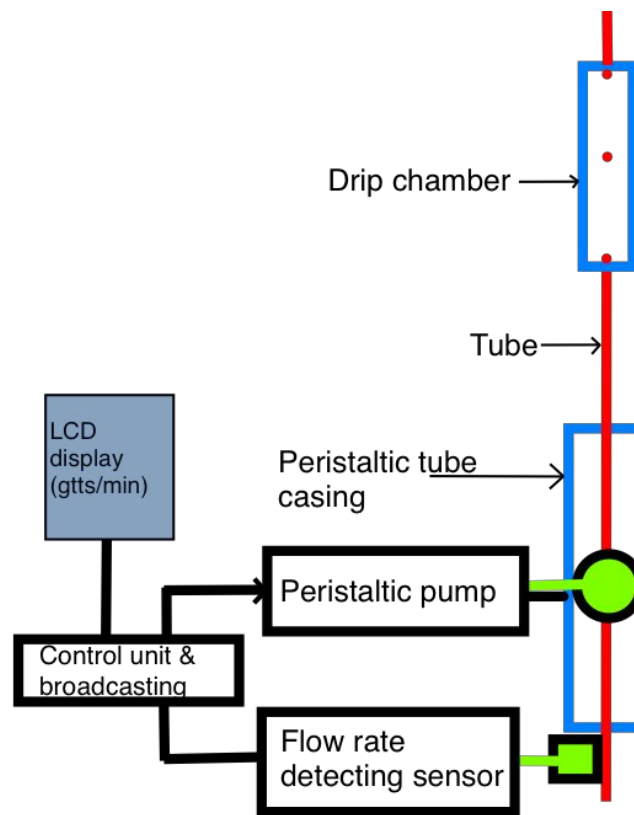 Drip chamber
Tube
LCD
display
(gtts/min)
Peristaltic tube
casing
Peristaltic pump
Control unit &
broadcasting
Flow rate
detecting sensor